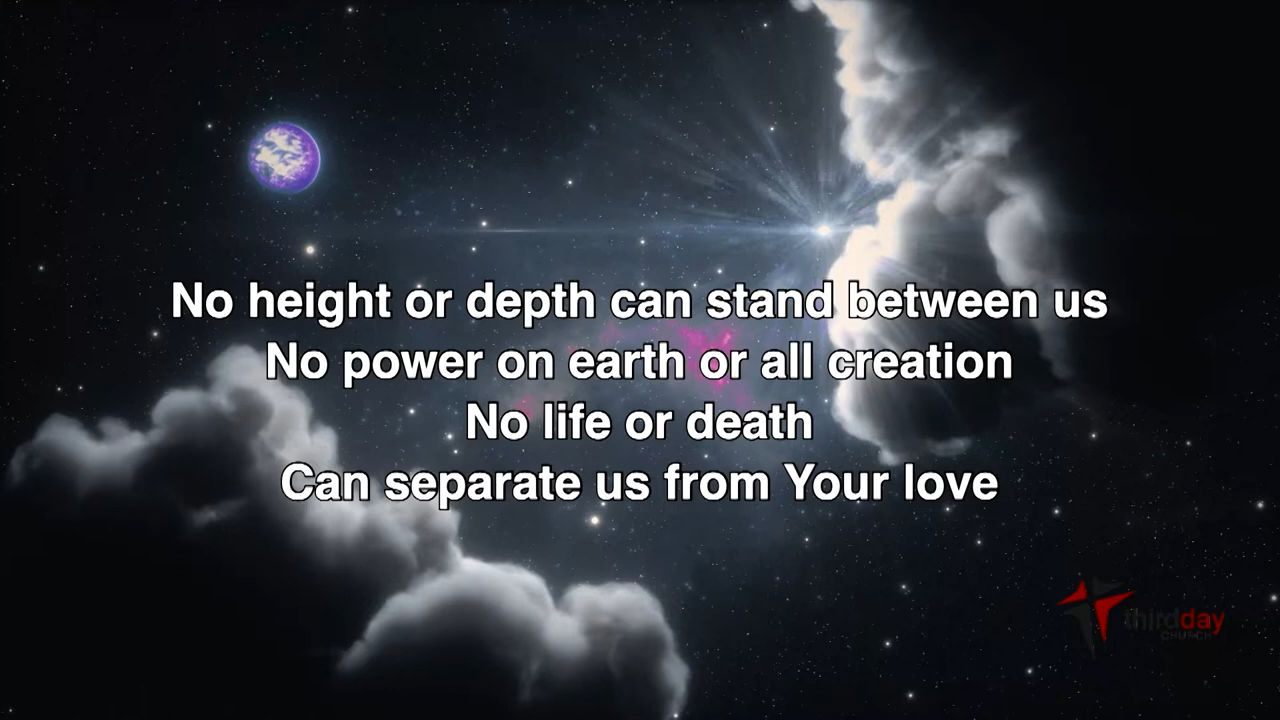 No height or depth can stand between us
No power on earth or all creation
No life or death
Can separate us from Your love
thirdday
CHURCH